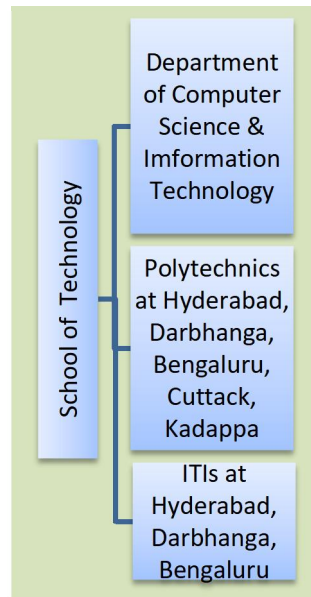 School of Technology
Department
of Computer
Science &
Imformation
Technology
Polytechnics
at Hyderabad,
Darbhanga,
Bengaluru,
Cuttack,
Kadappa
ITIs at
Hyderabad,
Darbhanga,
Bengaluru